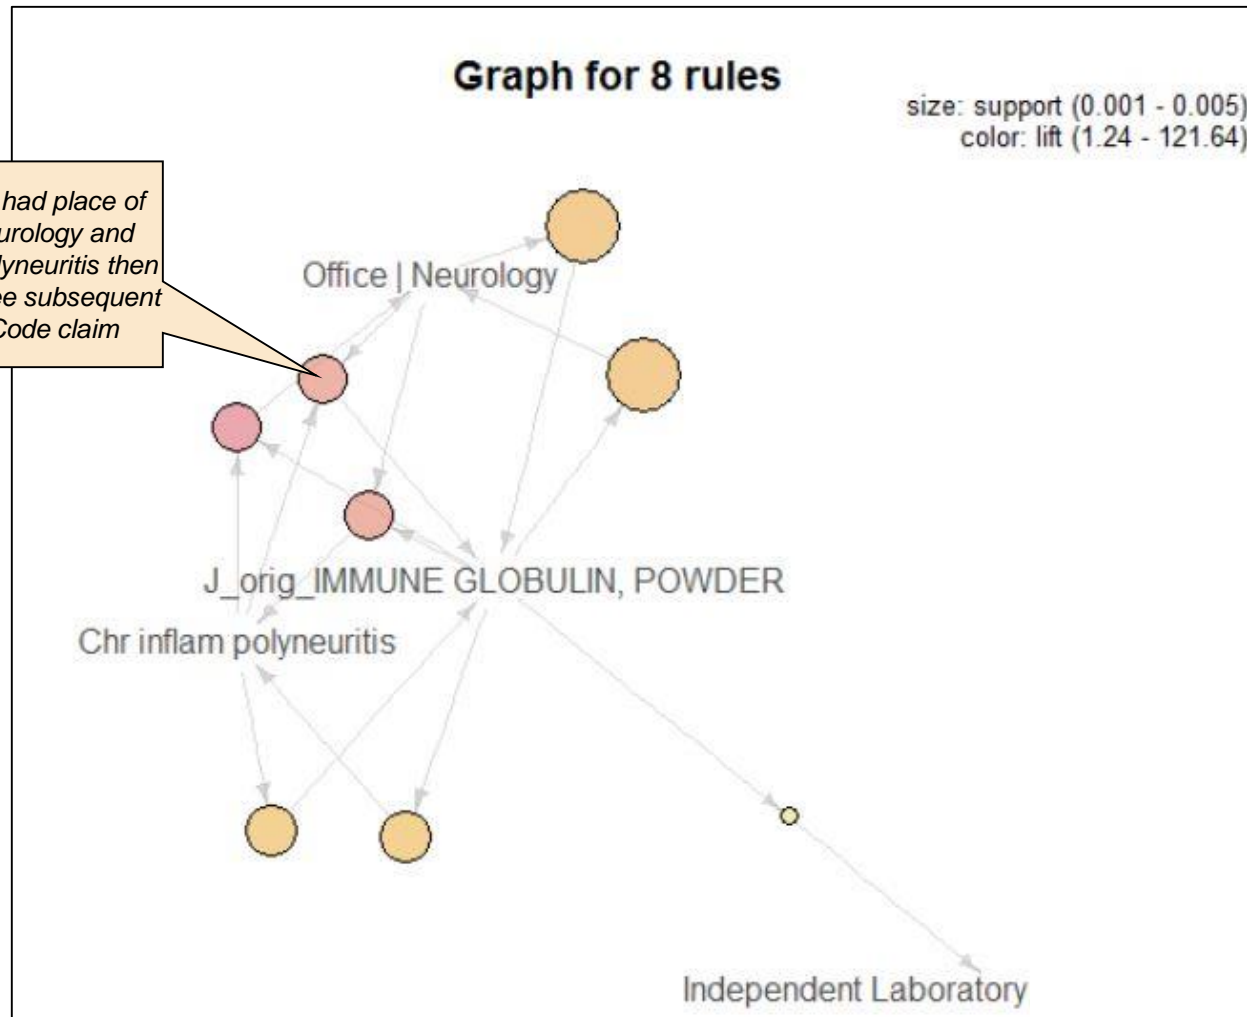 Graph for 8 rules
size: support (0.001 - 0.005)
color: lift (1.24 - 121.64)
had place of
urology and
lyneuritis then
ee subsequent
Code claim
Office | Neurology
J_orig_IMMUNE GLOBULIN, POWDER
Chr inflam polyneuritis
Independent Laboratory